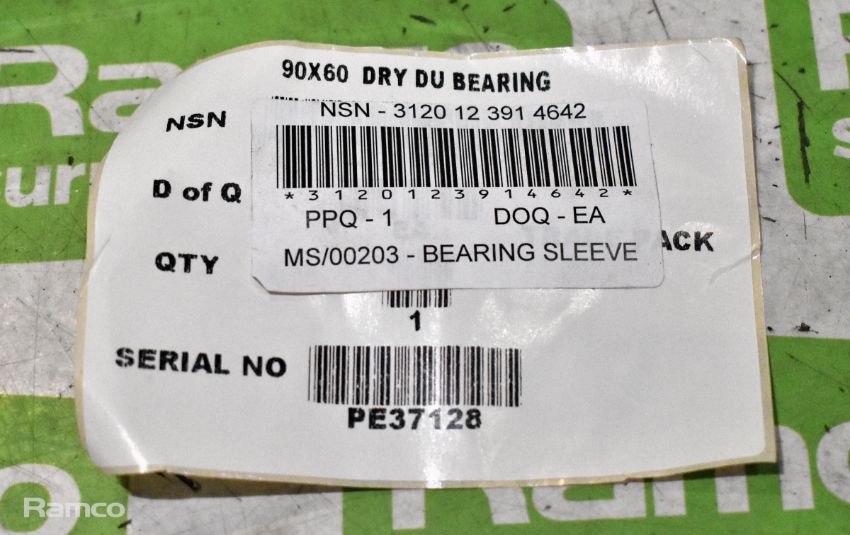 90X60 DRY DU BEARING
NSN
NSN - 3120 12 391 4642
*3120123914642*
D of Q
PPQ - 1 DOQ - EA
QTY
MS/00203 - BEARING SLEEVE
ACK
1
SERIAL NO
PE37128
Ramco